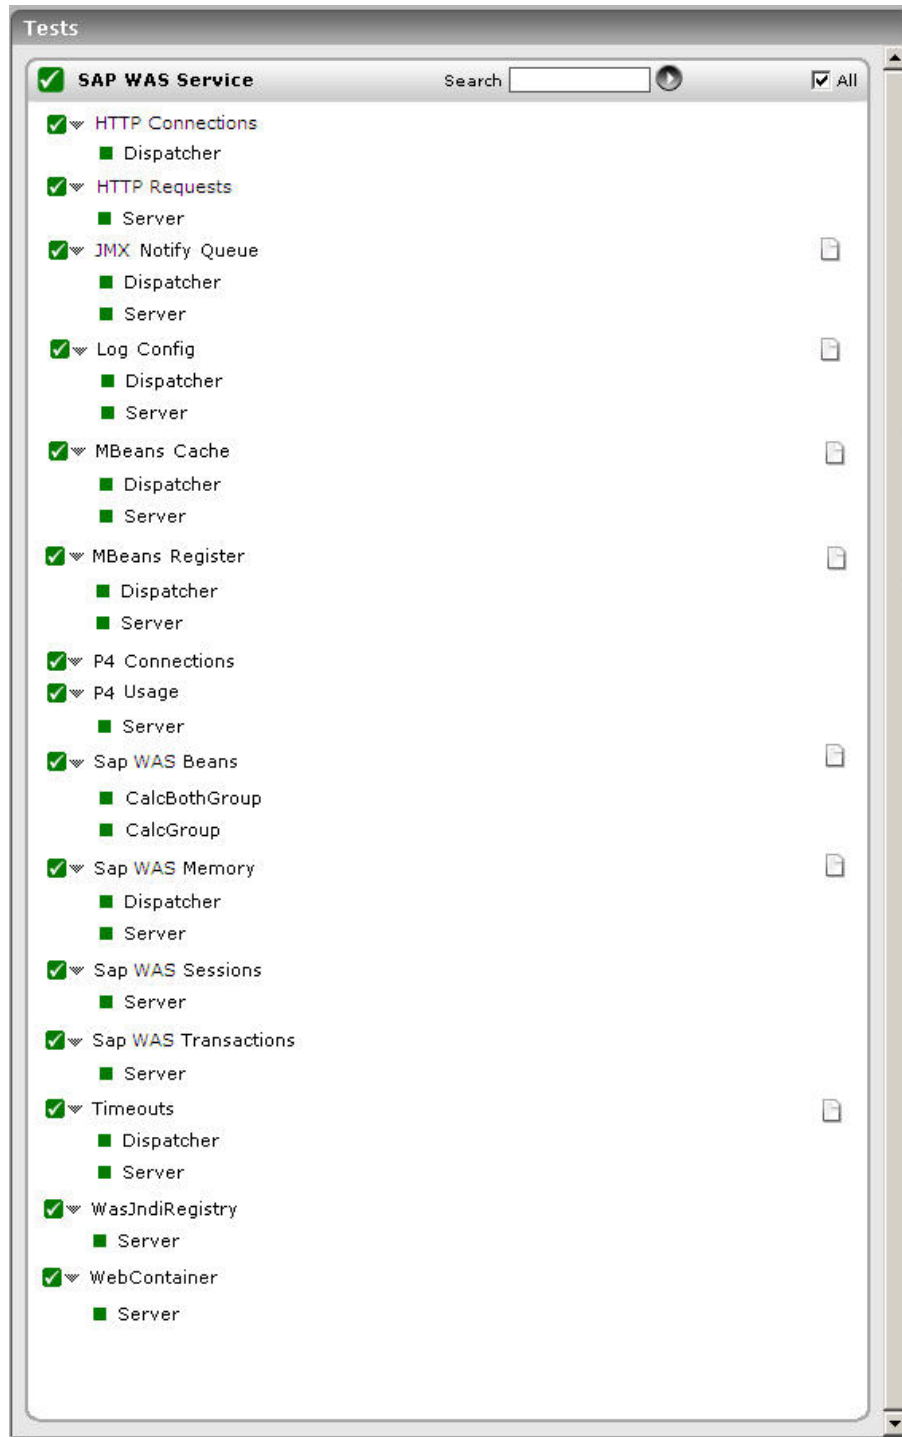 Tests
SAP WAS Service Search All
HTTP Connections
Dispatcher
HTTP Requests
Server
JMX Notify Queue
Dispatcher
Server
Log Config
Dispatcher
Server
MBeans Cache
Dispatcher
Server
MBeans Register
Dispatcher
Server
P4 Connections
P4 Usage
Server
Sap WAS Beans
CalcBothGroup
CalcGroup
Sap WAS Memory
Dispatcher
Server
Sap WAS Sessions
Server
Sap WAS Transactions
Server
Timeouts
Dispatcher
Server
WasJndiRegistry
Server
WebContainer
Server